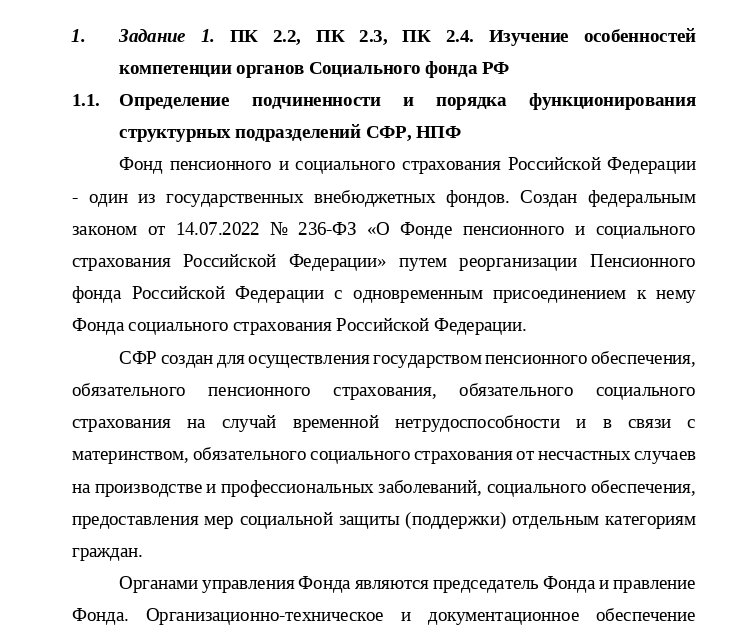 1. Задание 1. ПК 2.2, ПК 2.3, ПК 2.4. Изучение особенностей
компетенции органов Социального фонда РФ
1.1. Определение подчиненности и порядка функционирования
структурных подразделений СФР, НПФ
Фонд пенсионного и социального страхования Российской Федерации
- один из государственных внебюджетных фондов. Создан федеральным
законом от 14.07.2022 № 236-ФЗ «О Фонде пенсионного и социального
страхования Российской Федерации» путем реорганизации Пенсионного
фонда Российской Федерации с одновременным присоединением к нему
Фонда социального страхования Российской Федерации.
СФР создан для осуществления государством пенсионного обеспечения,
обязательного пенсионного страхования, обязательного социального
страхования на случай временной нетрудоспособности и в связи с
материнством, обязательного социального страхования от несчастных случаев
на производстве и профессиональных заболеваний, социального обеспечения,
предоставления мер социальной защиты (поддержки) отдельным категориям
граждан.
Органами управления Фонда являются председатель Фонда и правление
Фонда. Организационно-техническое и документационное обеспечение